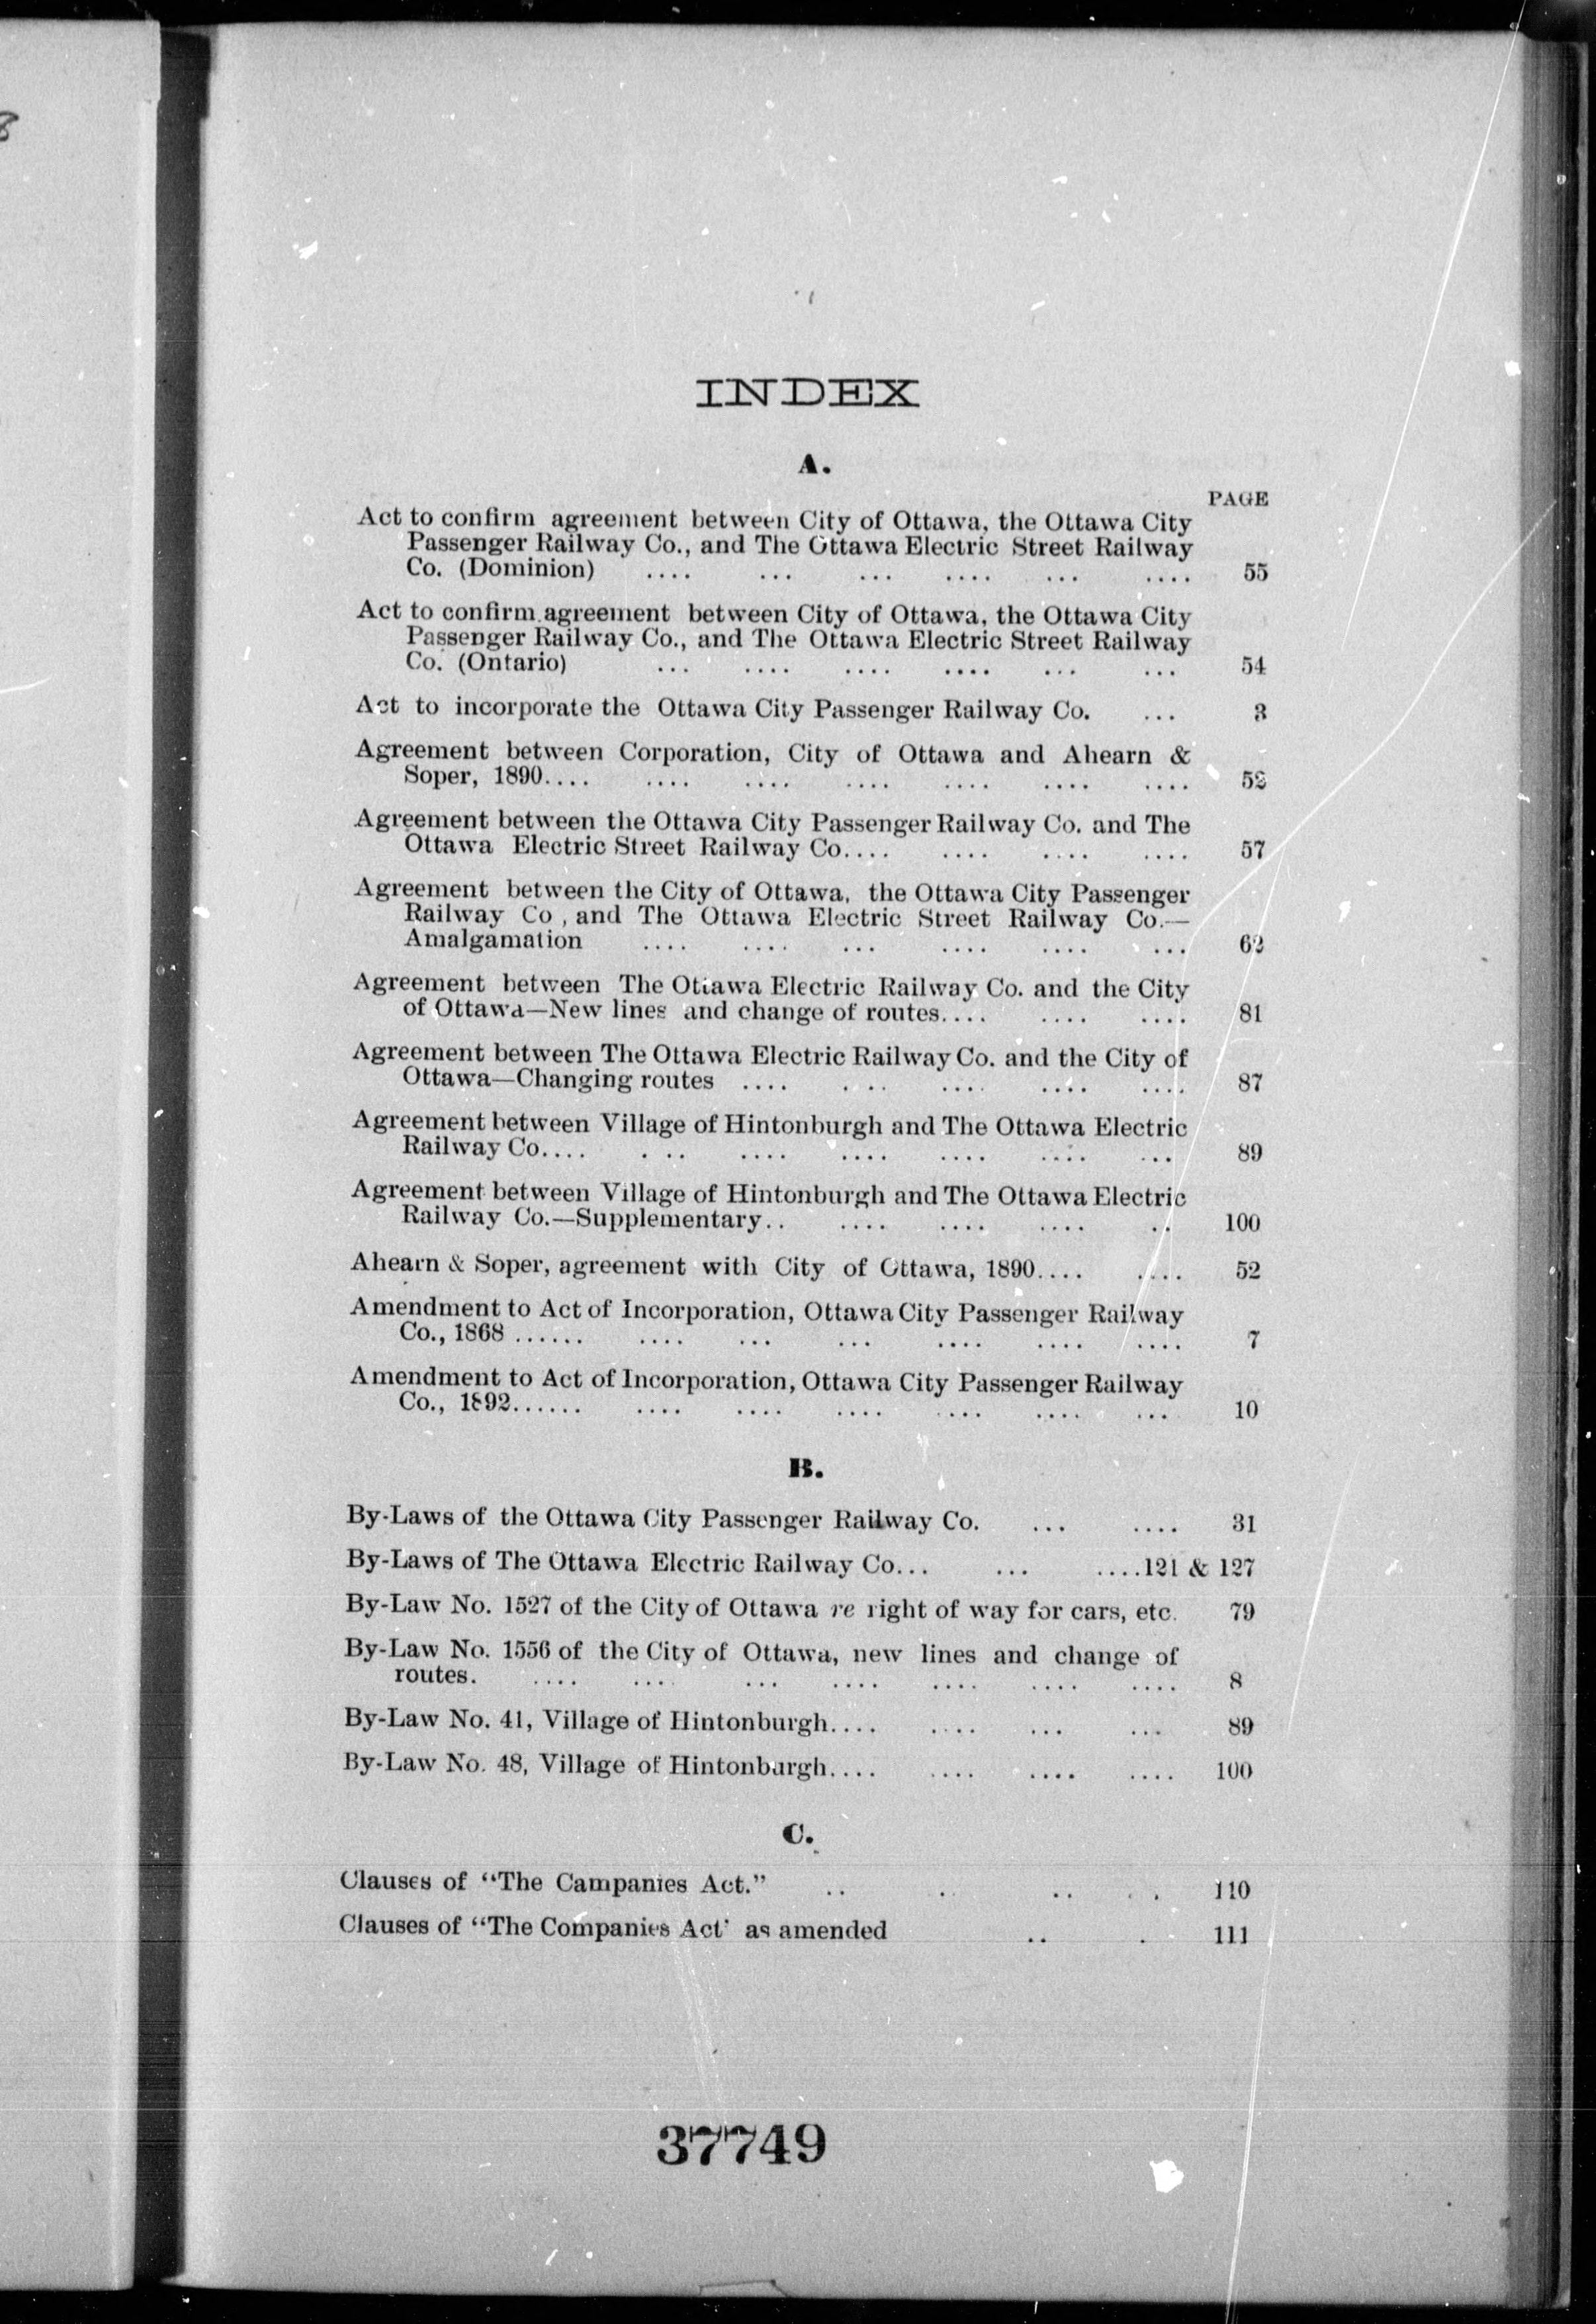 8
INDEX
A.
PAGE
Act to confirm agreement between City of Ottawa, the Ottawa City
Passenger Railway Co., and The Ottawa Electric Street Railway
Co. (Dominion) .... ... ... .... ... .... 55
Act to confirm agreement between City of Ottawa, the Ottawa City
Passenger Railway Co., and The Ottawa Electric Street Railway
Co. (Ontario) ... .... .... .... ... ... 54
Act to incorporate the Ottawa City Passenger Railway Co. ... 3
Agreement between Corporation, City of Ottawa and Ahearn &
Soper, 1890.... .... .... .... .... .... .... 52
Agreement between the Ottawa City Passenger Railway Co. and The
Ottawa Electric Street Railway Co.... .... .... .... 57
Agreement between the City of Ottawa, the Ottawa City Passenger
Railway Co , and The Ottawa Electric Street Railway Co.—
Amalgamation .... .... ... .... .... ... 62
Agreement between The Ottawa Electric Railway Co. and the City
of Ottawa—New lines and change of routes.... .... .... 81
Agreement between The Ottawa Electric Railway Co. and the City of
Ottawa—Changing routes .... ... .... .... .... 87
Agreement between Village of Hintonburgh and The Ottawa Electric
Railway Co.... ... .... .... .... .... ... 89
Agreement between Village of Hintonburgh and The Ottawa Electric
Railway Co.—Supplementary.. .... .... .... .. 100
Ahearn & Soper, agreement with City of Ottawa, 1890.... .... 52
Amendment to Act of Incorporation, Ottawa City Passenger Railway
Co., 1868 ...... .... ... ... .... .... .... 7
Amendment to Act of Incorporation, Ottawa City Passenger Railway
Co., 1892...... .... .... .... ... .... ... 10
B.
By-Laws of the Ottawa City Passenger Railway Co. ... .... 31
By-Laws of The Ottawa Electric Railway Co... ... ....121 & 127
By-Law No. 1527 of the City of Ottawa re right of way for cars, etc. 79
By-Law No. 1556 of the City of Ottawa, new lines and change of
routes. .... .... ... .... .... .... .... 8
By-Law No. 41, Village of Hintonburgh.... .... ... ... 89
By-Law No. 48, Village of Hintonburgh.... .... .... .... 100
C.
Clauses of “The Campanies Act.” .. .. .. . . 110
Clauses of “The Companies Act' as amended .. . 111
37749